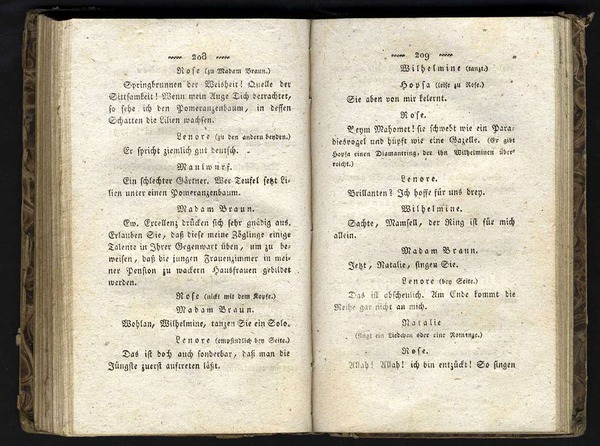 208
Rose (zu Madam Braun.)
Springbrunnen der Weisheit! Quelle der
Sittsamkeit! Wenn mein Auge Dich betrachtet,
so sehe ich den Pomeranzenbaum, in dessen
Schatten die Lilien wachsen.
Lenore (zu den andern beyden.)
Er spricht ziemlich gut deutsch.
Maulwurf.
Ein schlechter Gärtner. Wer Teufel setzt Li-
lien unter einen Pomeranzenbaum.
Madam Braun.
Ew. Excellenz drücken sich sehr gnädig aus.
Erlauben Sie, daß diese meine Zöglinge einige
Talente in Ihrer Gegenwart üben, um zu be-
weisen, daß die jungen Frauenzimmer in mei-
ner Pension zu wackern Hausfrauen gebildet
werden.
Rose (nickt mit dem Kopfe.)
Madam Braun.
Wohlan, Wilhelmine, tanzen Sie ein Solo.
Lenore (empfindlich bey Seite.)
Das ist doch auch sonderbar, daß man die
Jüngste zuerst auftreten läßt.
209
Wilhelmine (tanzt.)
Hopsa (leise zu Rose.)
Sie aben von mir kelernt.
Rose.
Beym Mahomet! sie schwebt wie ein Para-
diesvogel und hüpft wie eine Gazelle. (Er gibt
Hopsa einen Diamantring, der ihn Wilhelminen über-
reicht.)
Lenore.
Brillanten? Ich hoffe für uns drey.
Wilhelmine.
Sachte, Mamsell, der Ring ist für mich
allein.
Madam Braun.
Jetzt, Natalie, singen Sie.
Lenore (bey Seite.)
Das ist abscheulich. Am Ende kommt die
Reihe gar nicht an mich.
Natalie
(singt ein Liedchen oder eine Romanze.)
Rose.
Allah! Allah! ich bin entzückt! So singen